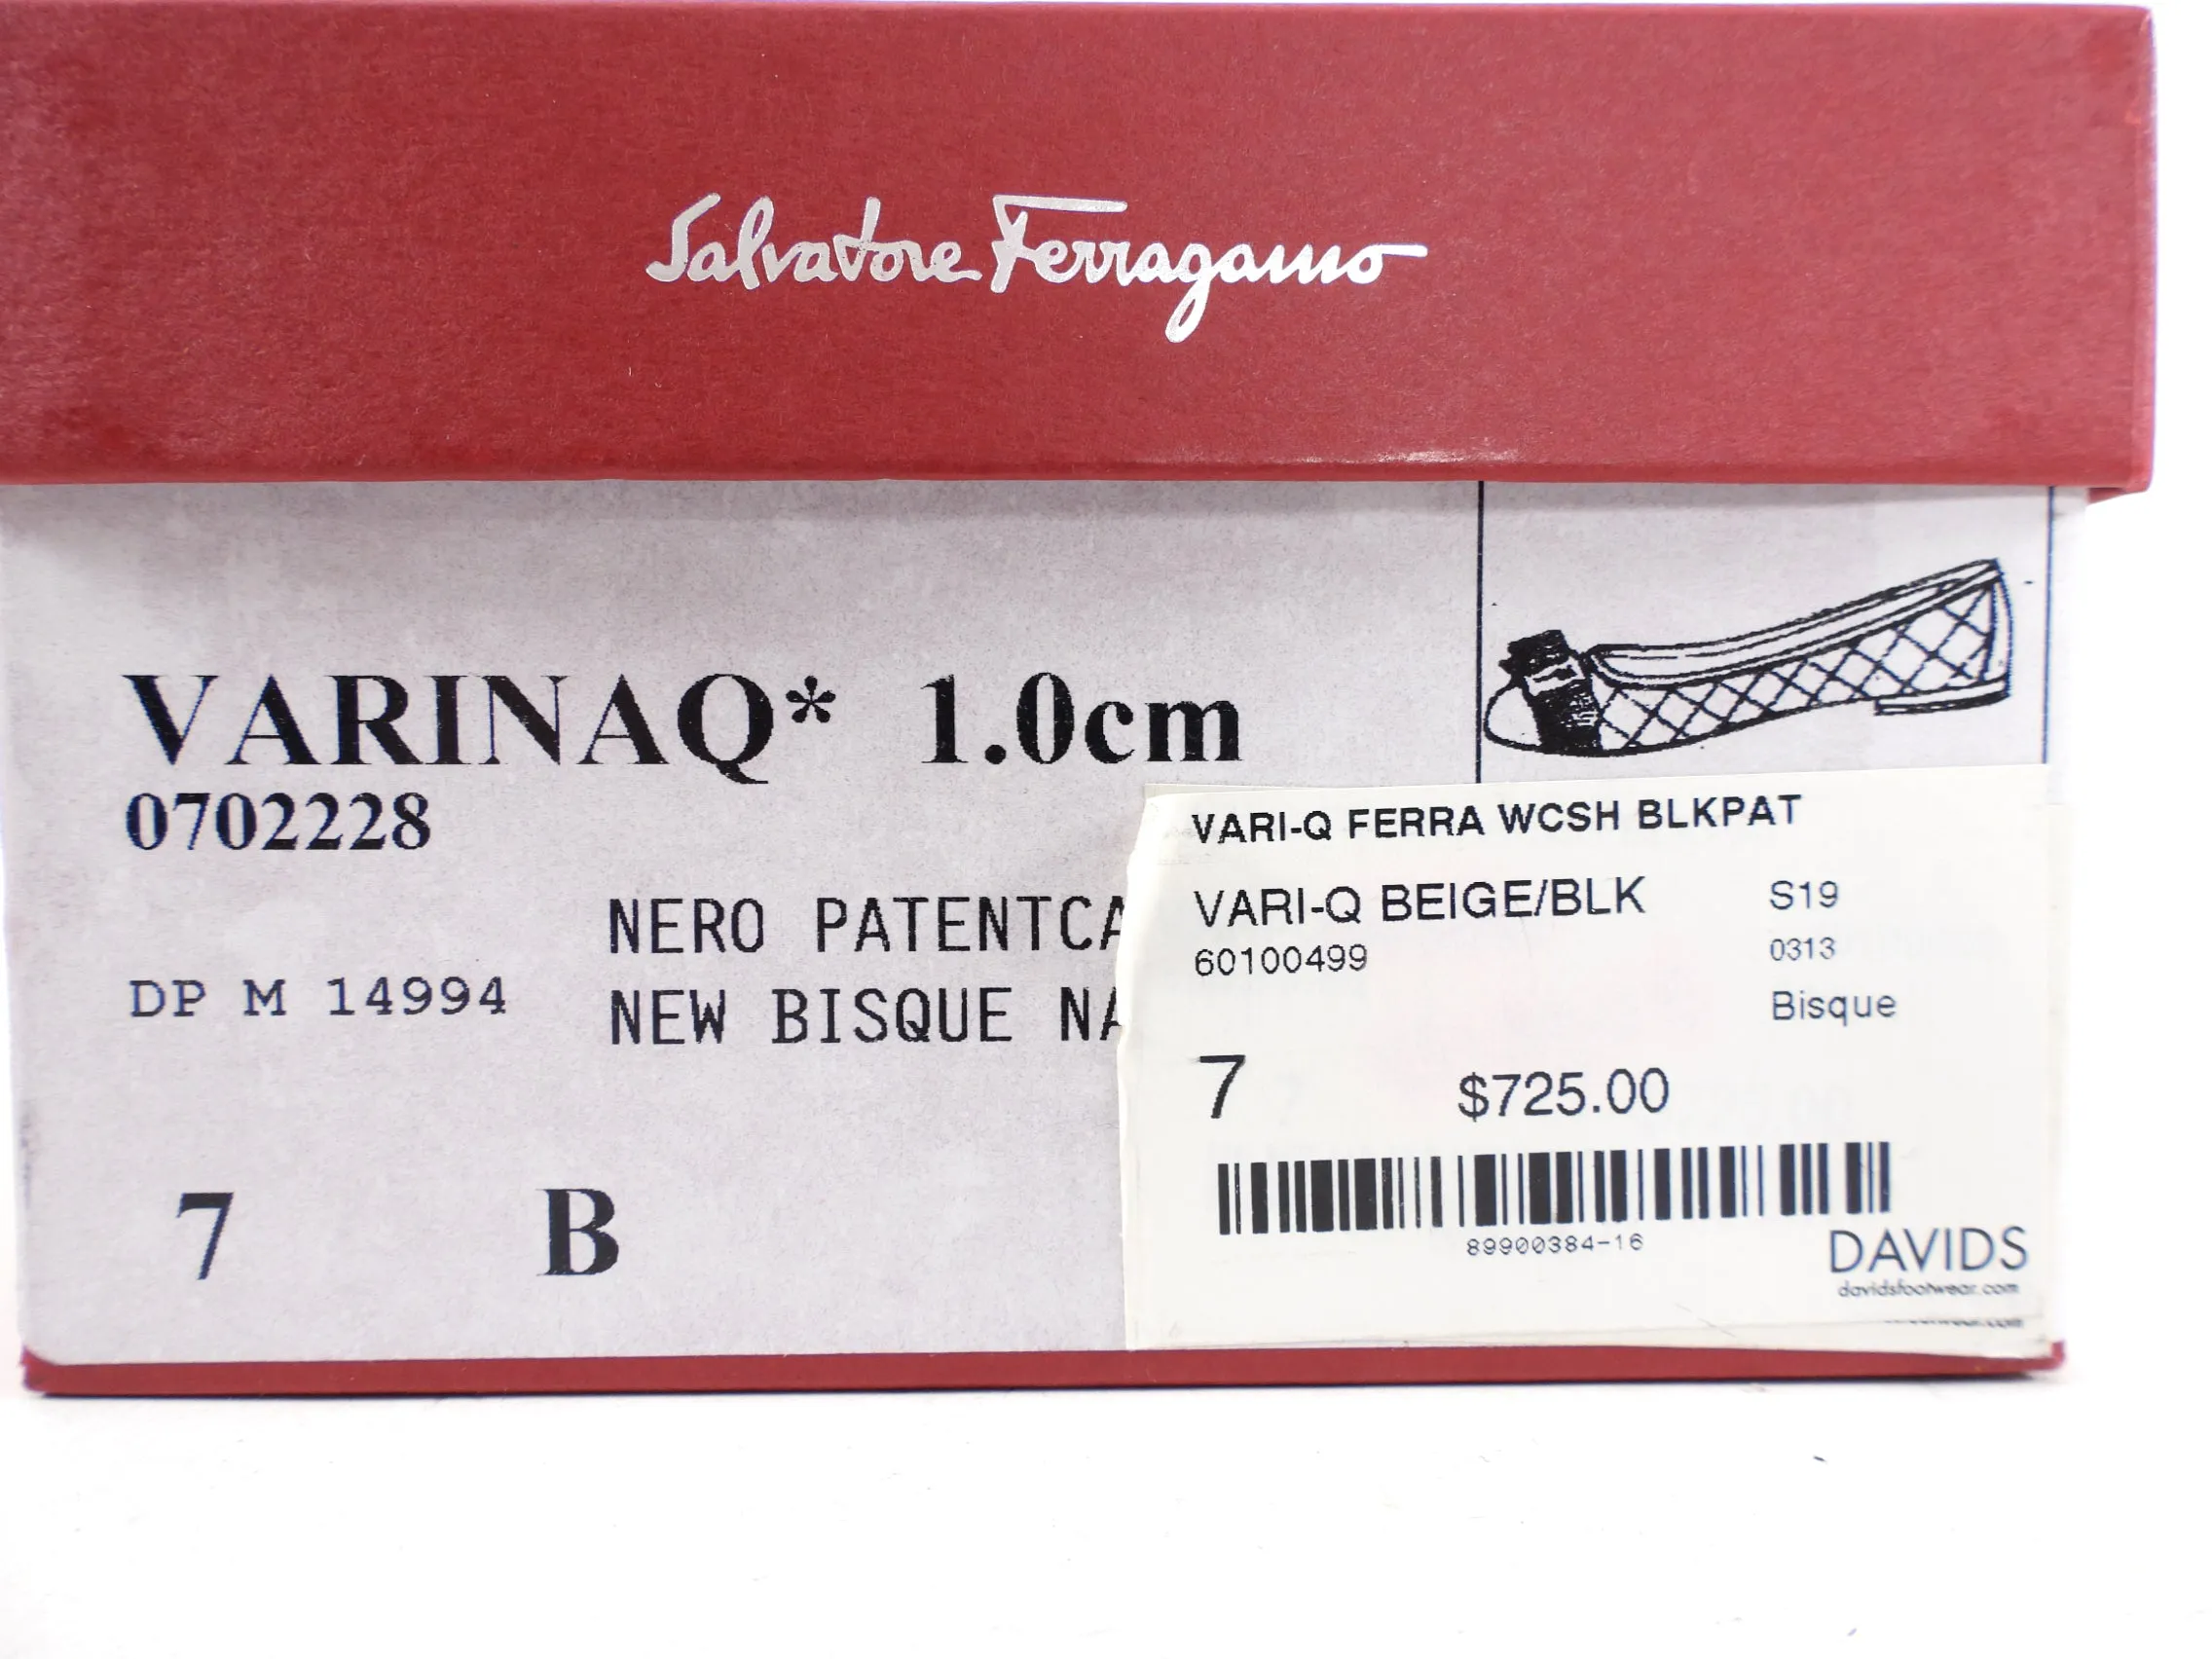 Salvatore Ferragamo
VARINAQ* 1.0cm
0702228
NERO PATENTCA
DP M 14994
NEW BISQUE NA
7 B
VARI-Q FERRA WCSH BLKPAT
VARI-Q BEIGE/BLK S19
60100499 0313
Bisque
7 $725.00
89900384-16
DAVIDS
davidsfootwear.com